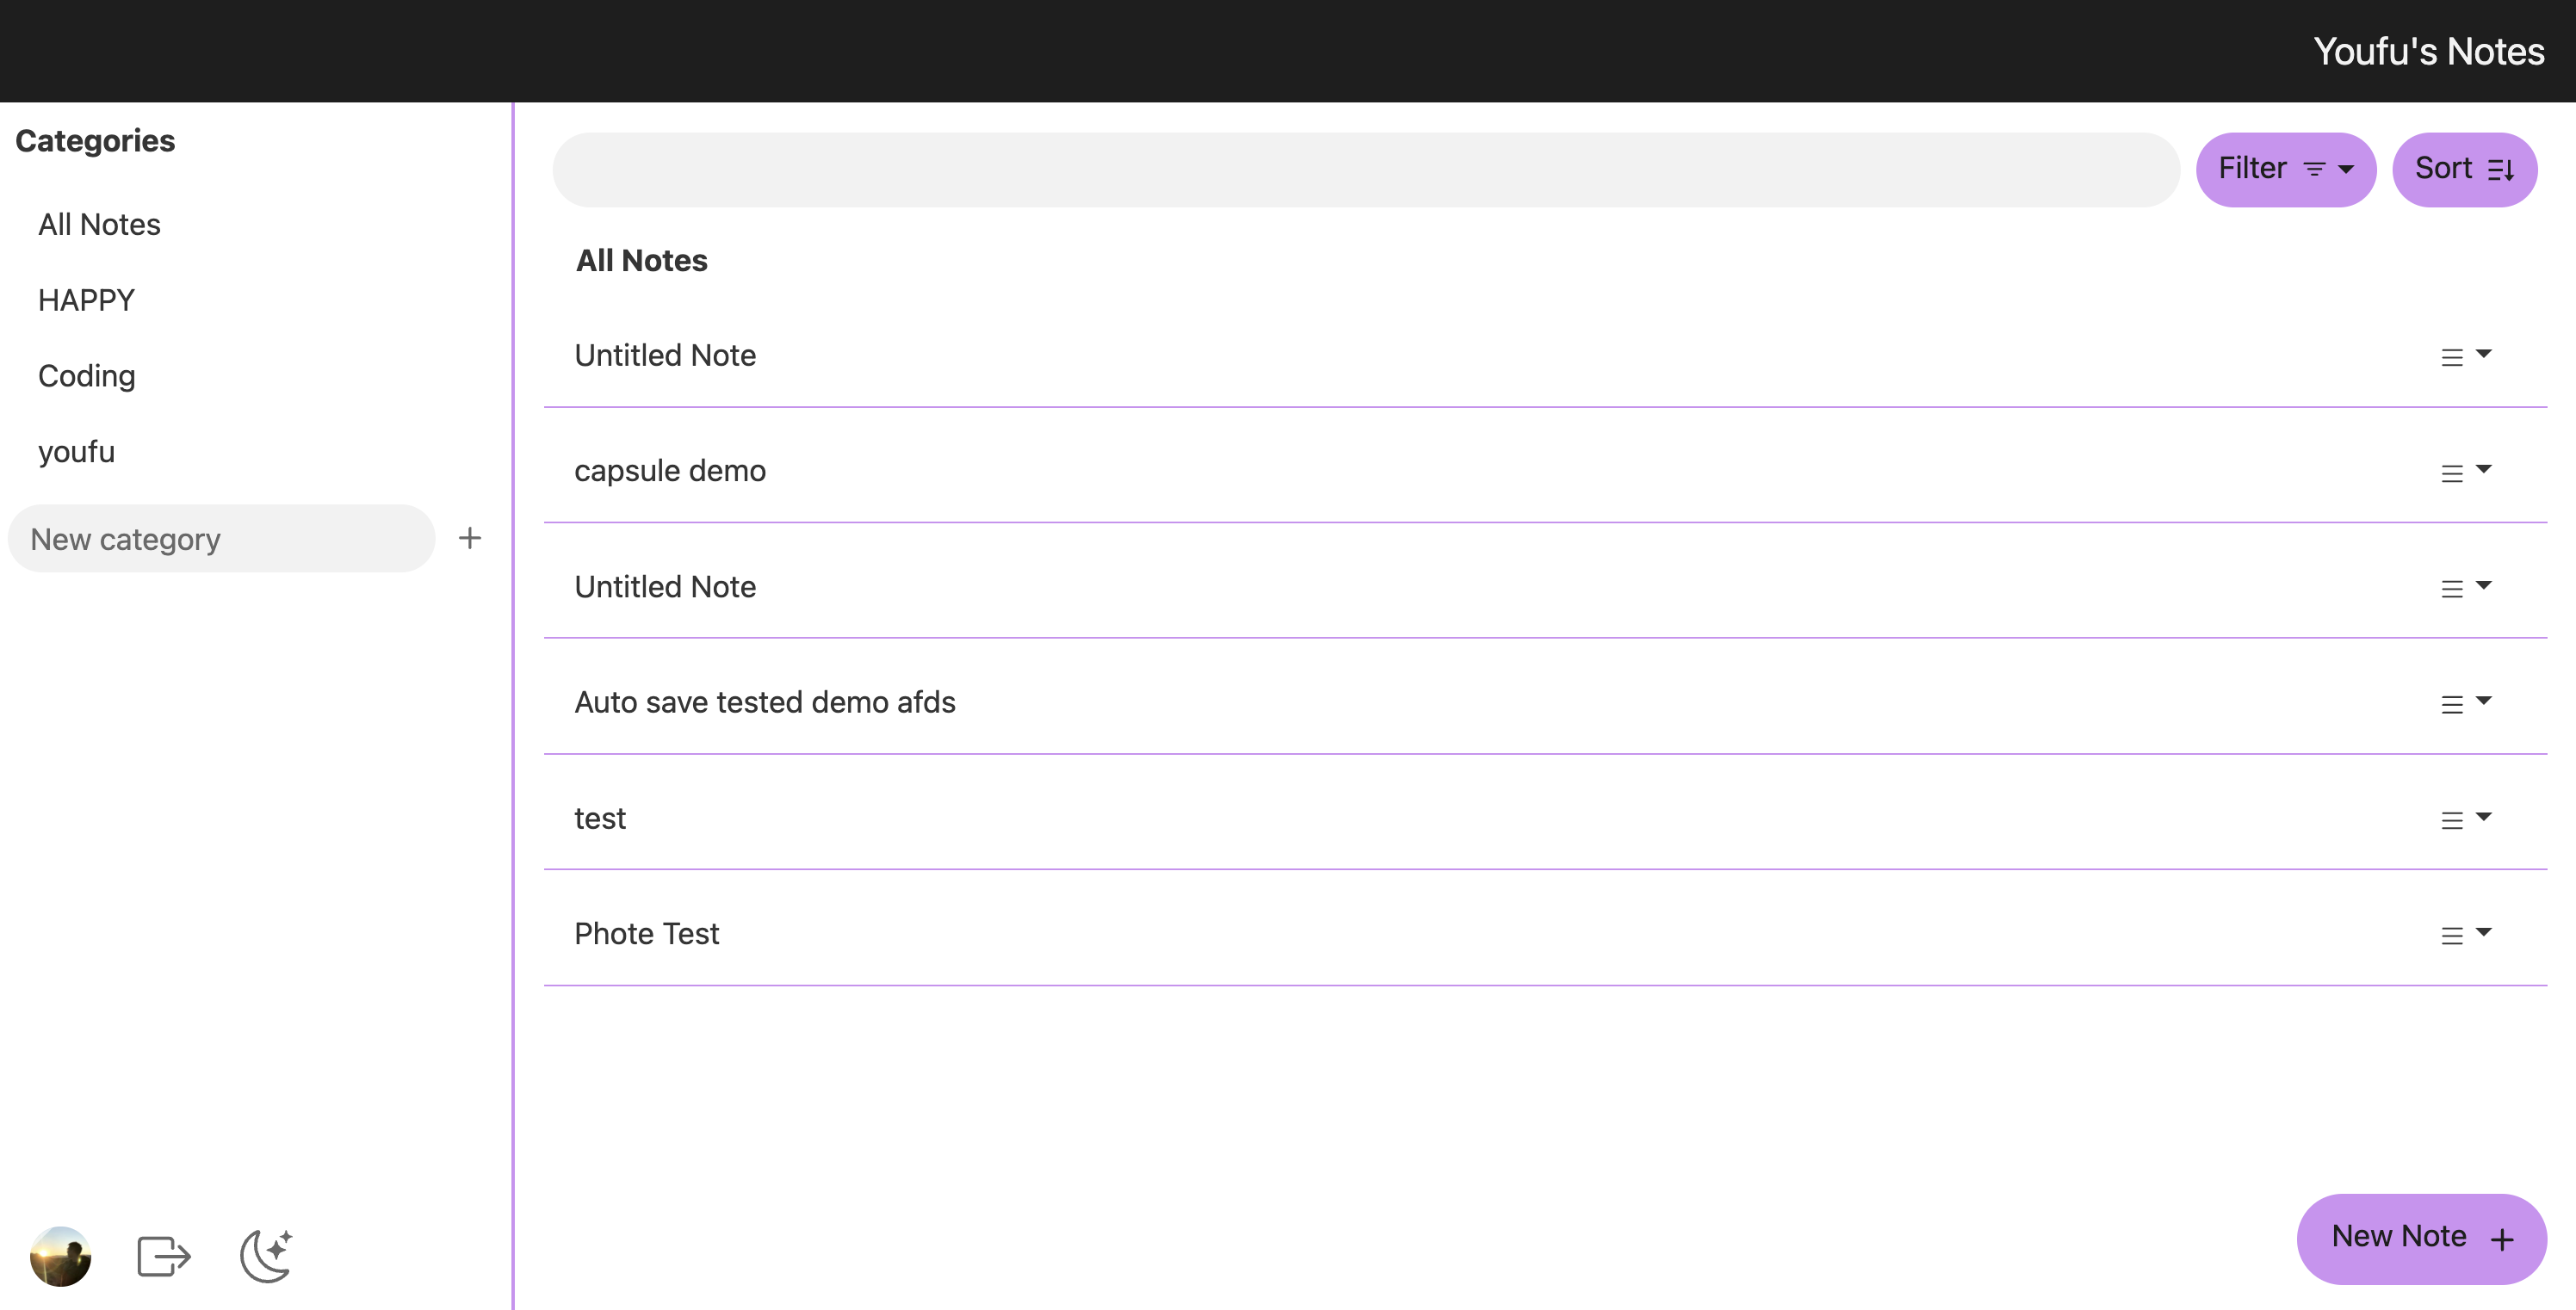 Youfu's Notes
Categories
All Notes
HAPPY
Coding
youfu
New category
Filter
Sort
All Notes
Untitled Note
capsule demo
Untitled Note
Auto save tested demo afds
test
Phote Test
New Note